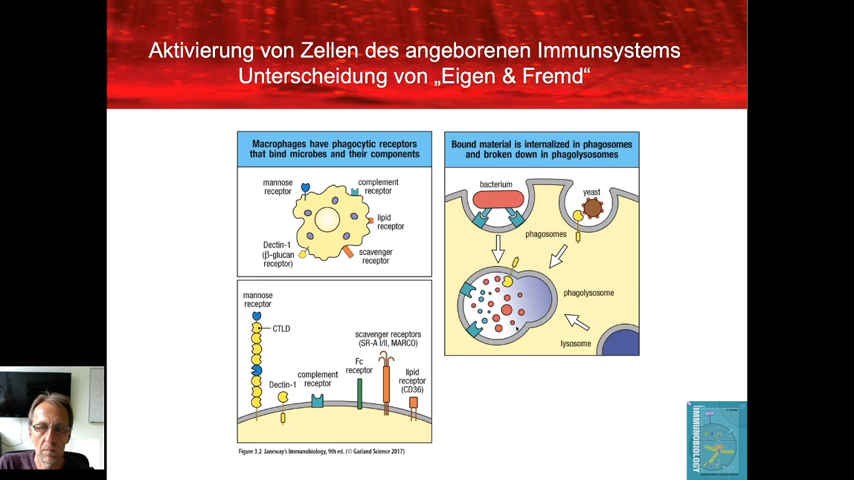 Aktivierung von Zellen des angeborenen Immunsystems
Unterscheidung von „Eigen & Fremd“
Macrophages have phagocytic receptors
that bind microbes and their components
mannose
receptor
complement
receptor
lipid
receptor
Dectin-1
(β-glucan
receptor)
scavenger
receptor
mannose
receptor
CTLD
Dectin-1
complement
receptor
Fc
receptor
scavenger receptors
(SR-A I/II, MARCO)
lipid
receptor
(CD36)
Bound material is internalized in phagosomes
and broken down in phagolysosomes
bacterium
yeast
phagosomes
phagolysosome
lysosome
Figure 3.2 Janeway's Immunobiology, 9th ed. (© Garland Science 2017)
IMMUNOBIOLOGY